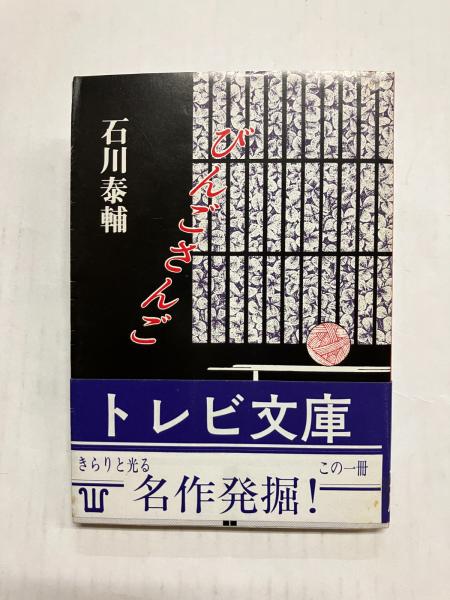 びんごさんご
石川泰輔
トレビ文庫
きらりと光る
この一冊
名作発掘！